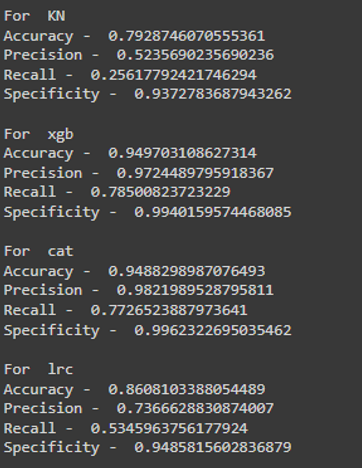 For  KN
Accuracy -  0.7928746070555361
Precision -  0.5235690235690236
Recall -  0.25617792421746294
Specificity -  0.9372783687943262

For  xgb
Accuracy -  0.949703108627314
Precision -  0.9724489795918367
Recall -  0.78500823723229
Specificity -  0.9940159574468085

For  cat
Accuracy -  0.9488298987076493
Precision -  0.9821989528795811
Recall -  0.7726523887973641
Specificity -  0.9962322695035462

For  lrc
Accuracy -  0.8608103388054489
Precision -  0.7366628830874007
Recall -  0.5345963756177924
Specificity -  0.9485815602836879